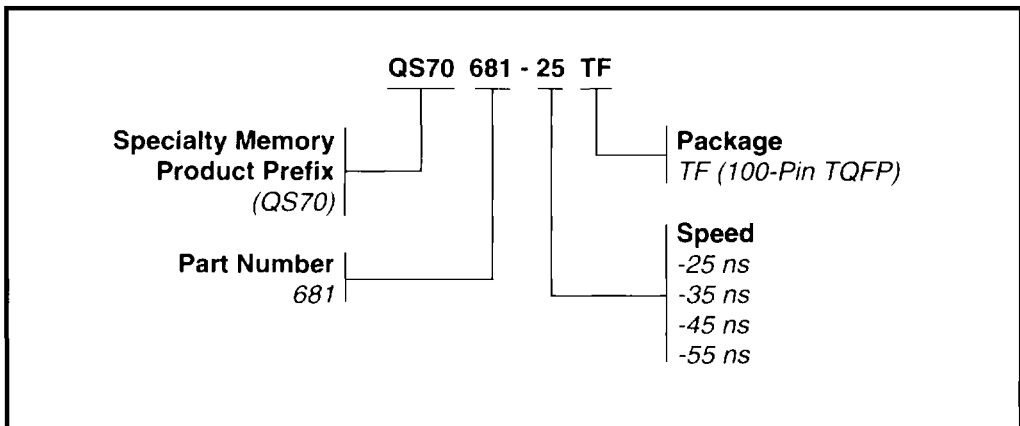 QS70 681 - 25 TF
Specialty Memory
Product Prefix
(QS70)
Part Number
681
Package
TF (100-Pin TQFP)
Speed
-25 ns
-35 ns
-45 ns
-55 ns